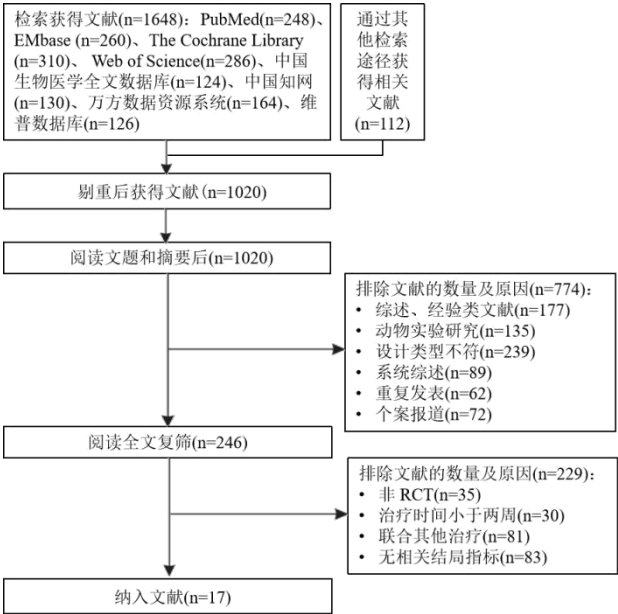 检索获得文献(n=1648)：PubMed(248)、
EMbase (n=260)、The Cochrane Library
(n=310)、 Web of Science(n=286)、中国
生物医学全文数据库(n=124)、中国知网
(n=130)、万方数据资源系统(n=164)、维
普数据库(n=126)
通过其
他检索
途径获
得相关
文献
(n=112)
剔重后获得文献(n=1020)
阅读文题和摘要后(n=1020)
排除文献的数量及原因(n=774)：
• 综述、经验类文献(n=177)
• 动物实验研究(n=135)
• 设计类型不符(n=239)
• 系统综述(n=89)
• 重复发表(n=62)
• 个案报道(n=72)
阅读全文复筛(n=246)
排除文献的数量及原因(n=229)：
• 非RCT(n=35)
• 治疗时间小于两周(n=30)
• 联合其他治疗(n=81)
• 无相关结局指标(n=83)
纳入文献(n=17)